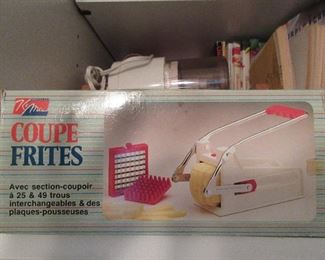 COUPE
FRITES
Avec section-coupoir
à 25 & 49 trous
interchangeables & des
plaques-pousseuses